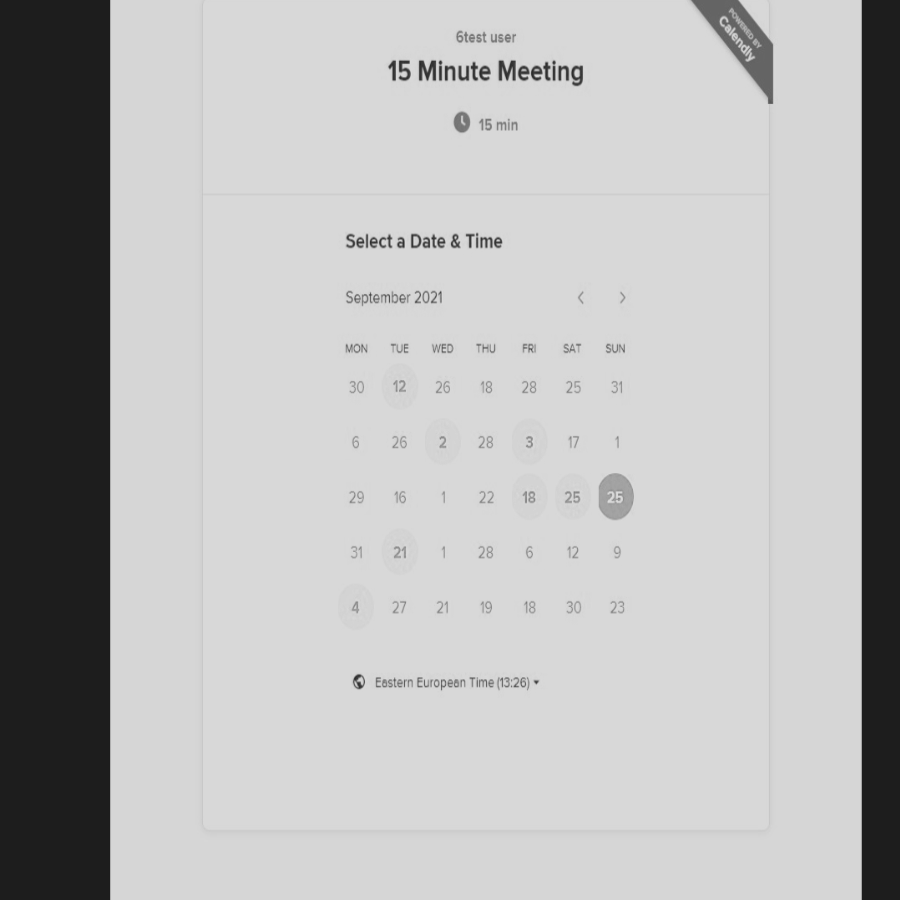 POWERED BY
Calendly
6test user
15 Minute Meeting
15 min
Select a Date & Time
September 2021
MON TUE WED THU FRI SAT SUN
30 12 26 18 28 25 31
6 26 2 28 3 17 1
29 16 1 22 18 25 25
31 21 1 28 6 12 9
4 27 21 19 18 30 23
Eastern European Time (13:26)